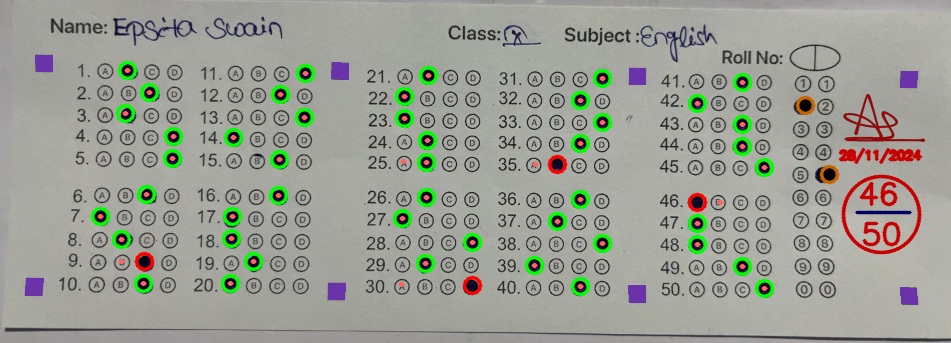 Name: Epsita Swain Class: X Subject :English
Roll No:
1. A C D 11. A B C 21. A C D 31. A B C 41. A B D 1 1
2. A B D 12. A B D 22. B C D 32. A B D 42. B C D 2
3. A C D 13. A B C 23. B C D 33. A B C 43. A B D 3 3
4. A B C 14. B C D 24. A C D 34. A B D 44. A B D 4 4
5. A B C 15. A B D 25. A C D 35. A C D 45. A B C 5
28/11/2024
6. A B D 16. A B D 26. A C D 36. A B D 46. B C D 6 6
7. B C D 17. B C D 27. B C D 37. A C D 47. B C D 7 7
8. A C D 18. B C D 28. A B C 38. A B C 48. B C D 8 8
9. A B D 19. A C D 29. A C D 39. B C D 49. A B D 9 9
10. A B D 20. B C D 30. A B C 40. A B D 50. A B C 0 0
46
50